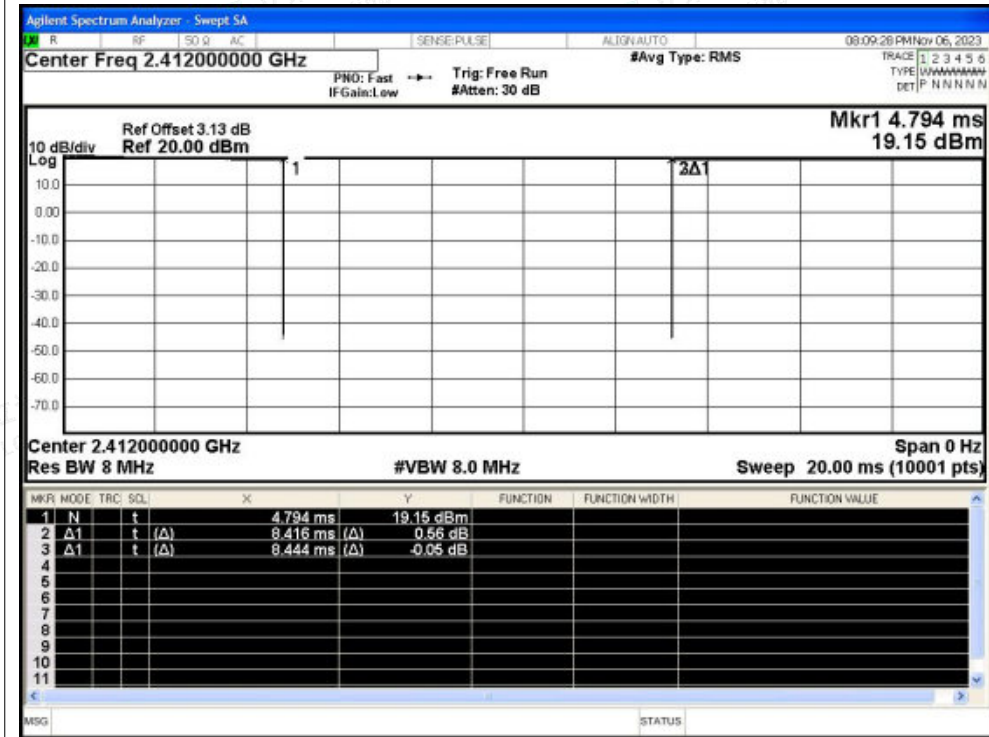 Agilent Spectrum Analyzer - Swept SA
R RF 50 Ω AC SENSE:PULSE ALIGN AUTO 08:09:28 PM Nov 06, 2023
Center Freq 2.412000000 GHz #Avg Type: RMS TRACE 1 2 3 4 5 6
PNO: Fast Trig: Free Run TYPE
IFGain:Low #Atten: 30 dB DET P N N N N N
Mkr1 4.794 ms
Ref Offset 3.13 dB
10 dB/div Ref 20.00 dBm 19.15 dBm
Log
1 3Δ1
10.0
0.00
-10.0
-20.0
-30.0
-40.0
-50.0
-60.0
-70.0
Center 2.412000000 GHz Span 0 Hz
Res BW 8 MHz #VBW 8.0 MHz Sweep 20.00 ms (10001 pts)
MKR MODE TRC SCL X Y FUNCTION FUNCTION WIDTH FUNCTION VALUE
1 N t 4.794 ms 19.15 dBm
2 Δ1 t (Δ) 8.416 ms (Δ) 0.56 dB
3 Δ1 t (Δ) 8.444 ms (Δ) -0.05 dB
4
5
6
7
8
9
10
11
MSG STATUS